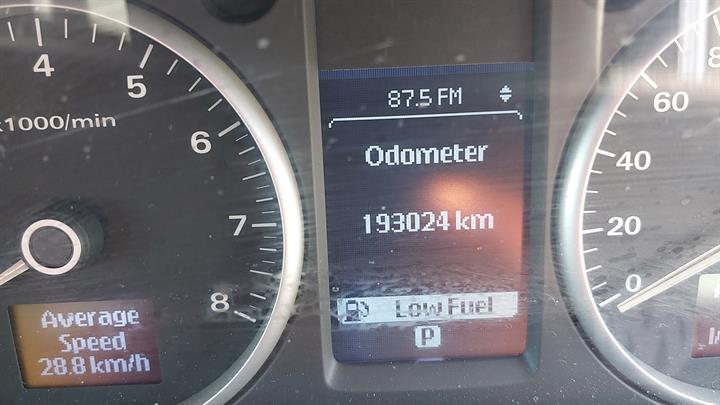 4
5
6
7
8
x1000/min
Average
Speed
28.8 km/h
87.5 FM
Odometer
193024 km
Low Fuel
P
60
40
20
0